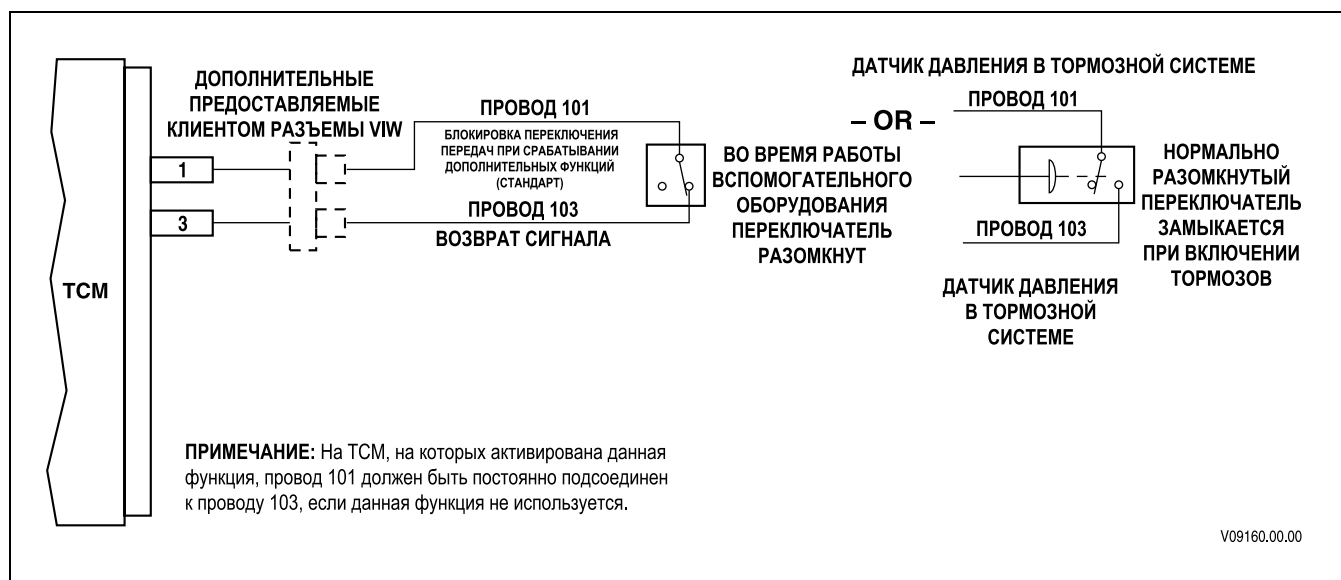 ДОПОЛНИТЕЛЬНЫЕ
ПРЕДОСТАВЛЯЕМЫЕ
КЛИЕНТОМ РАЗЪЕМЫ VIW
ПРОВОД 101
БЛОКИРОВКА ПЕРЕКЛЮЧЕНИЯ
ПЕРЕДАЧ ПРИ СРАБАТЫВАНИИ
ДОПОЛНИТЕЛЬНЫХ ФУНКЦИЙ
(СТАНДАРТ)
ПРОВОД 103
ВОЗВРАТ СИГНАЛА
1
3
TCM
ВО ВРЕМЯ РАБОТЫ
ВСПОМОГАТЕЛЬНОГО
ОБОРУДОВАНИЯ
ПЕРЕКЛЮЧАТЕЛЬ
РАЗОМКНУТ
– OR –
ДАТЧИК ДАВЛЕНИЯ В ТОРМОЗНОЙ СИСТЕМЕ
ПРОВОД 101
ПРОВОД 103
ДАТЧИК ДАВЛЕНИЯ
В ТОРМОЗНОЙ
СИСТЕМЕ
НОРМАЛЬНО
РАЗОМКНУТЫЙ
ПЕРЕКЛЮЧАТЕЛЬ
ЗАМЫКАЕТСЯ
ПРИ ВКЛЮЧЕНИИ
ТОРМОЗОВ
ПРИМЕЧАНИЕ: На TCM, на которых активирована данная
функция, провод 101 должен быть постоянно подсоединен
к проводу 103, если данная функция не используется.
V09160.00.00